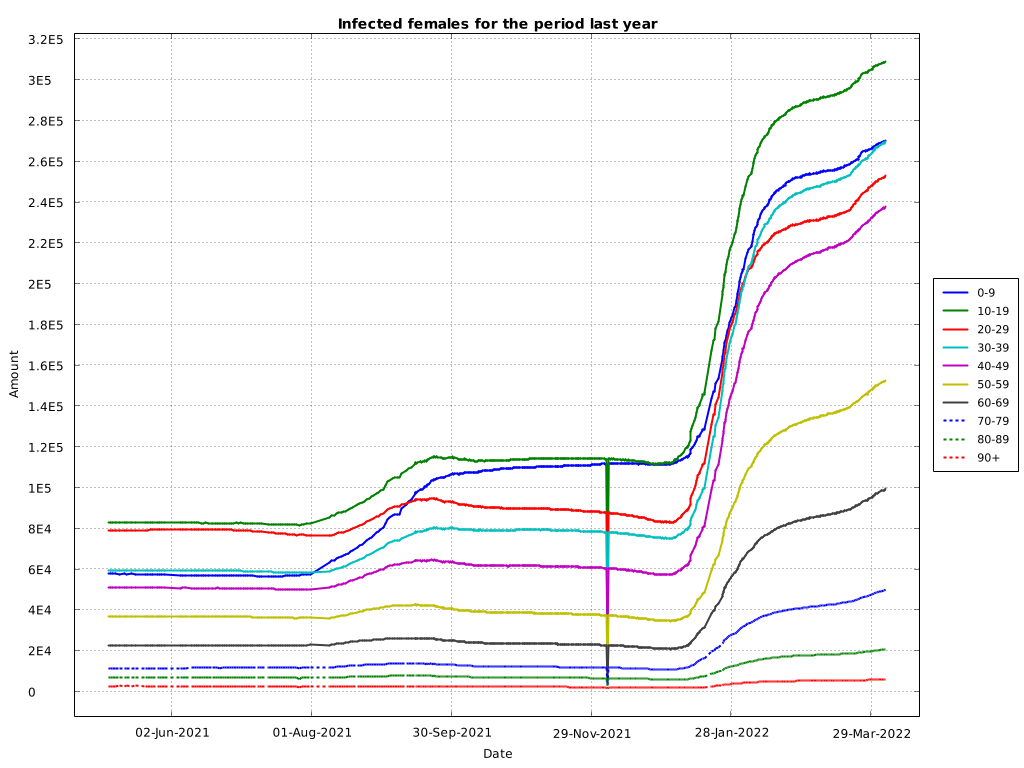 Infected females for the period last year
3.2E5
3E5
2.8E5
2.6E5
2.4E5
2.2E5
2E5
1.8E5
1.6E5
1.4E5
1.2E5
1E5
8E4
6E4
4E4
2E4
0
Amount
02-Jun-2021
01-Aug-2021
30-Sep-2021
29-Nov-2021
28-Jan-2022
29-Mar-2022
Date
0-9
10-19
20-29
30-39
40-49
50-59
60-69
70-79
80-89
90+